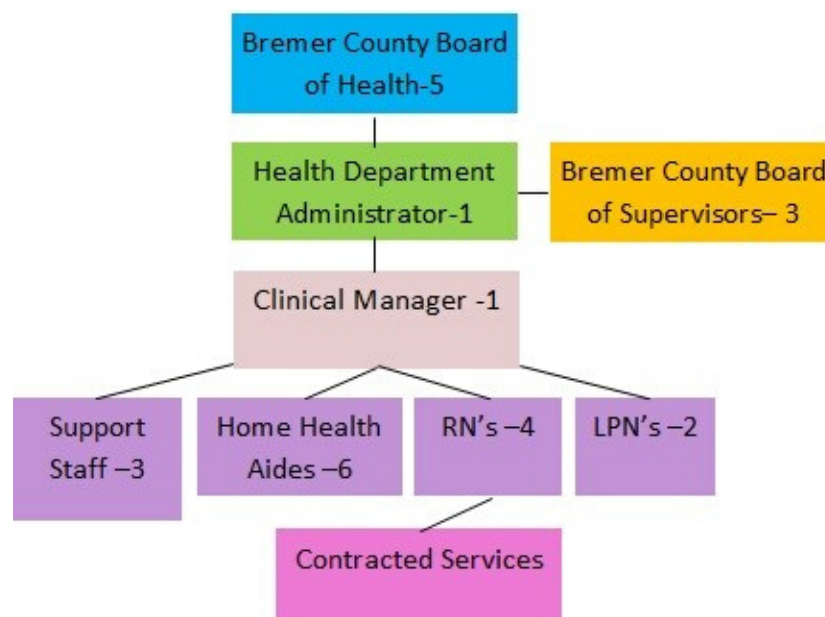 Bremer County Board
of Health-5
Health Department
Administrator-1
Bremer County Board
of Supervisors– 3
Clinical Manager -1
Support
Staff –3
Home Health
Aides –6
RN’s –4
LPN’s –2
Contracted Services